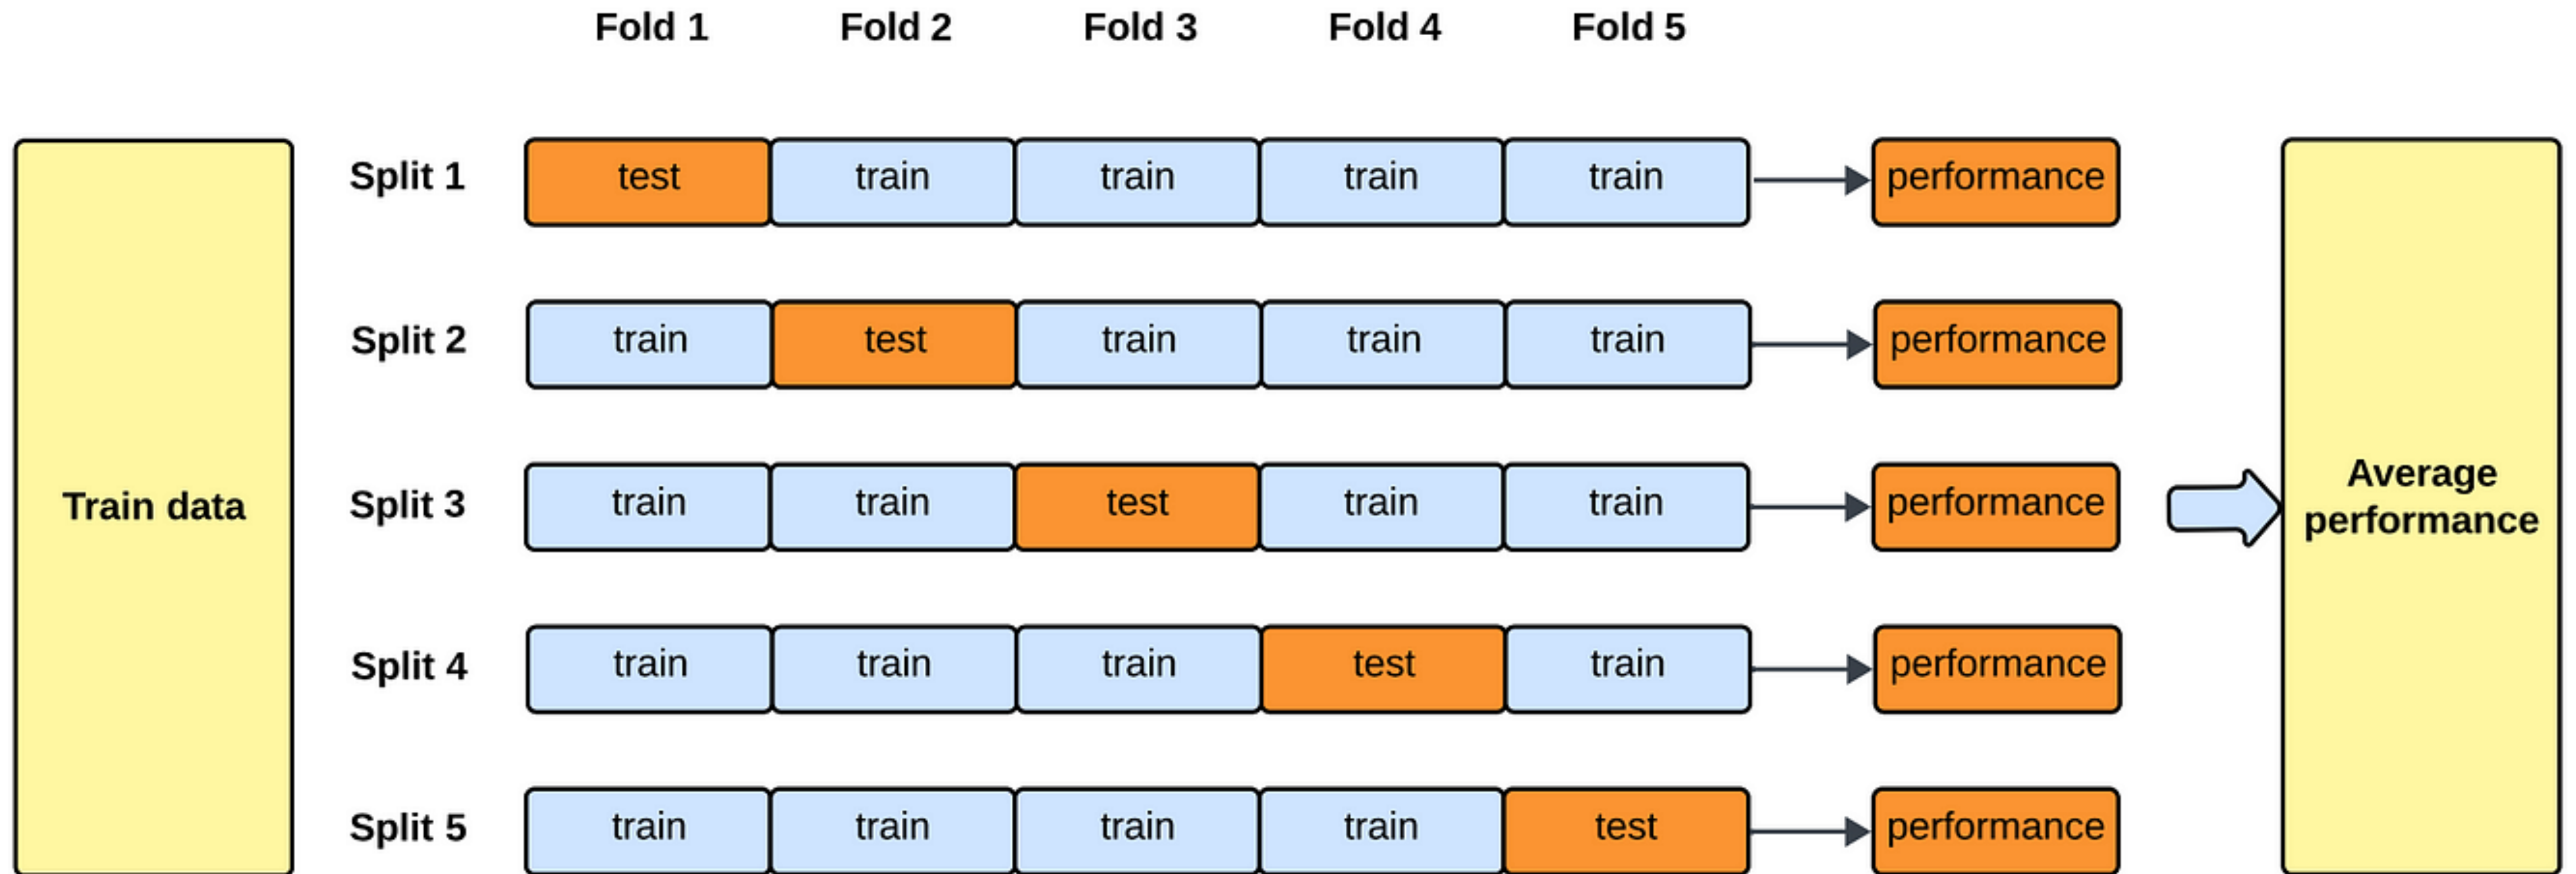 Fold 1 Fold 2 Fold 3 Fold 4 Fold 5
Split 1 test train train train train performance
Split 2 train test train train train performance
Train data
Split 3 train train test train train performance
Average
performance
Split 4 train train train test train performance
Split 5 train train train train test performance